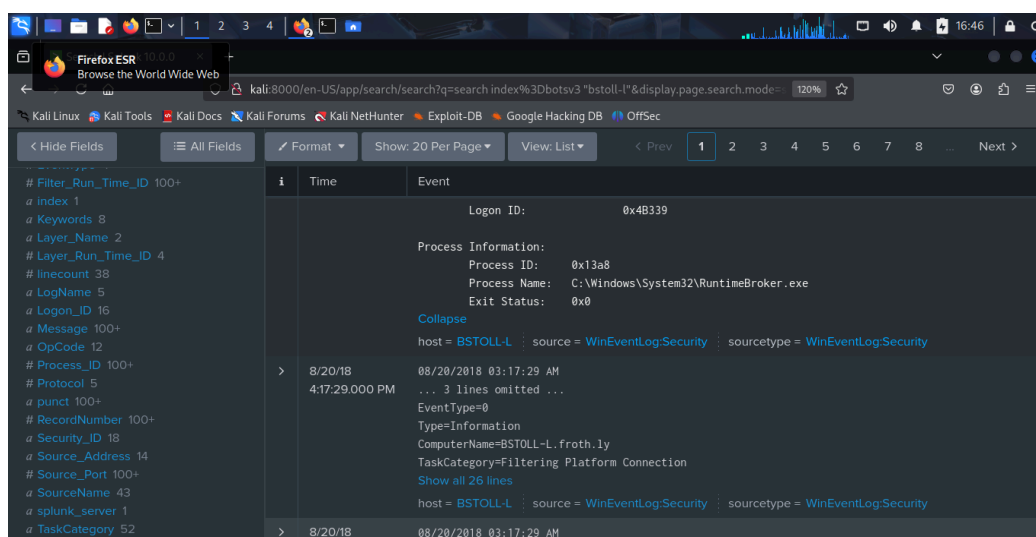 1 2 3 4 2 16:46
10.0.0
Firefox ESR
Browse the World Wide Web
kali:8000/en-US/app/search/search?q=search index%3Dbotsv3 "bstoll-l"&display.page.search.mode= 120%
Kali Linux Kali Tools Kali Docs Kali Forums Kali NetHunter Exploit-DB Google Hacking DB OffSec
< Hide Fields All Fields Format Show: 20 Per Page View: List < Prev 1 2 3 4 5 6 7 8 ... Next >
# Filter_Run_Time_ID 100+
a index 1
a Keywords 8
a Layer_Name 2
# Layer_Run_Time_ID 4
# linecount 38
a LogName 5
a Logon_ID 16
a Message 100+
a OpCode 12
# Process_ID 100+
# Protocol 5
a punct 100+
# RecordNumber 100+
a Security_ID 18
a Source_Address 14
# Source_Port 100+
a SourceName 43
a splunk_server 1
a TaskCategory 52
i Time Event
Logon ID: 0x4B339
Process Information:
Process ID: 0x13a8
Process Name: C:\Windows\System32\RuntimeBroker.exe
Exit Status: 0x0
Collapse
host = BSTOLL-L source = WinEventLog:Security sourcetype = WinEventLog:Security
> 8/20/18 08/20/2018 03:17:29 AM
4:17:29.000 PM ... 3 lines omitted ...
EventType=0
Type=Information
ComputerName=BSTOLL-L.froth.ly
TaskCategory=Filtering Platform Connection
Show all 26 lines
host = BSTOLL-L source = WinEventLog:Security sourcetype = WinEventLog:Security
> 8/20/18 08/20/2018 03:17:29 AM